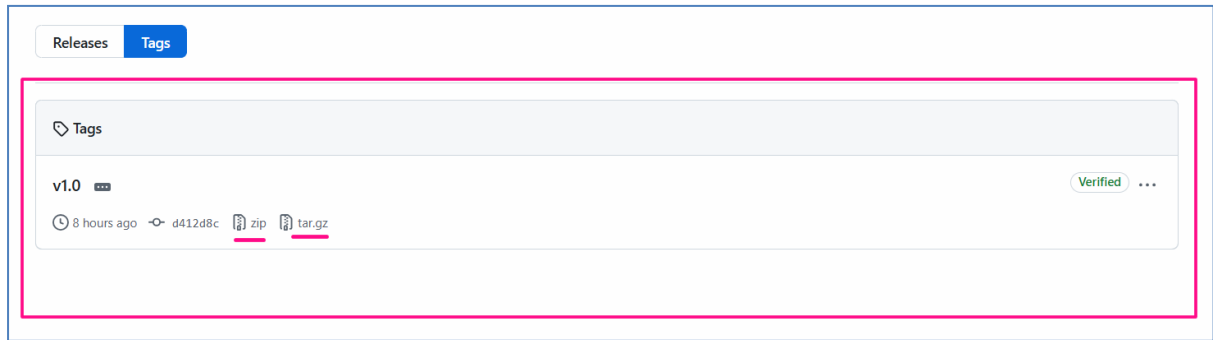 Releases Tags
Tags
v1.0 Verified
8 hours ago d412d8c zip tar.gz